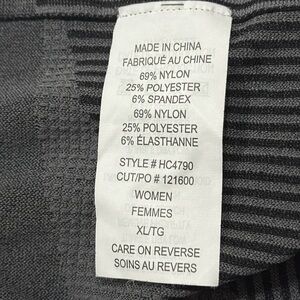 MADE IN CHINA
FABRIQUÉ AU CHINE
69% NYLON
25% POLYESTER
6% SPANDEX
69% NYLON
25% POLYESTER
6% ÉLASTHANNE
STYLE # HC4790
CUT/PO # 121600
WOMEN
FEMMES
XL/TG
CARE ON REVERSE
SOINS AU REVERS